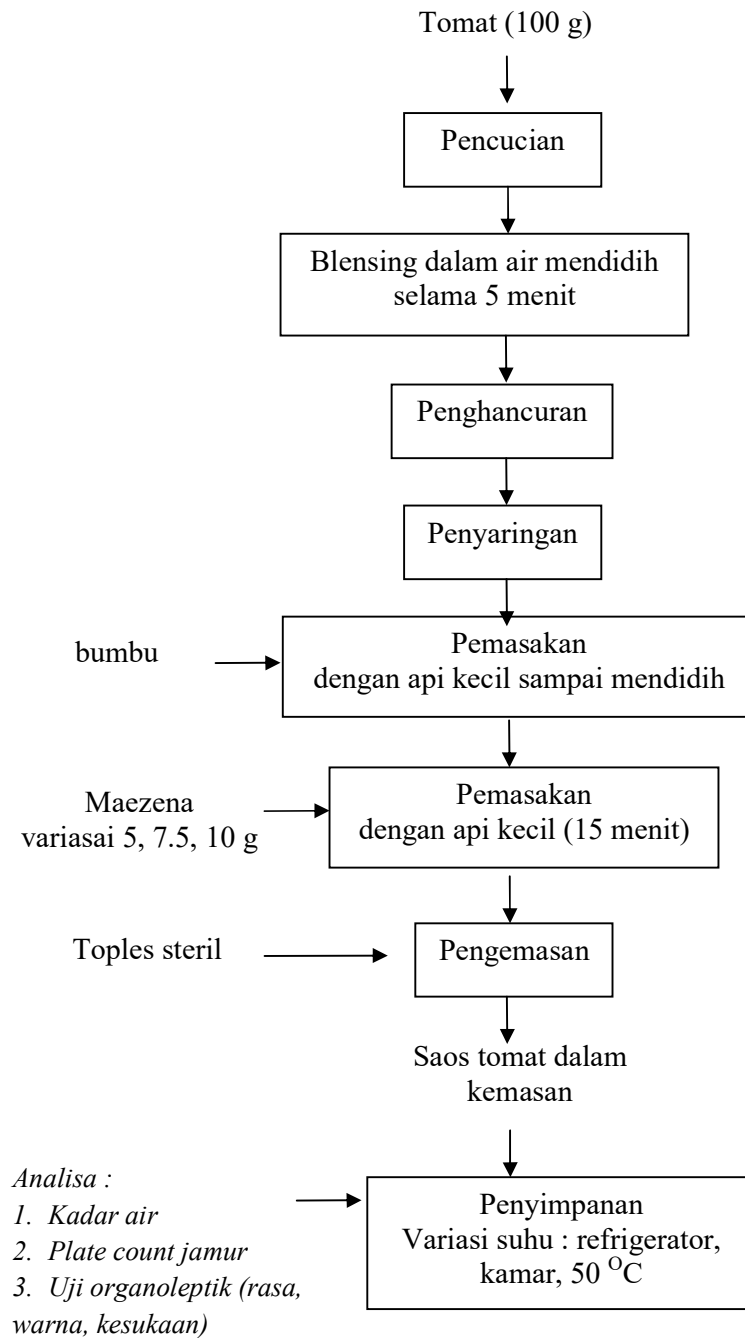 Tomat (100 g)
Pencucian
Blensing dalam air mendidih
selama 5 menit
Penghancuran
Penyaringan
bumbu
Pemasakan
dengan api kecil sampai mendidih
Maezena
variasai 5, 7.5, 10 g
Pemasakan
dengan api kecil (15 menit)
Toples steril
Pengemasan
Saos tomat dalam
kemasan
Analisa :
1. Kadar air
2. Plate count jamur
3. Uji organoleptik (rasa,
warna, kesukaan)
Penyimpanan
Variasi suhu : refrigerator,
kamar, 50 ᴼC